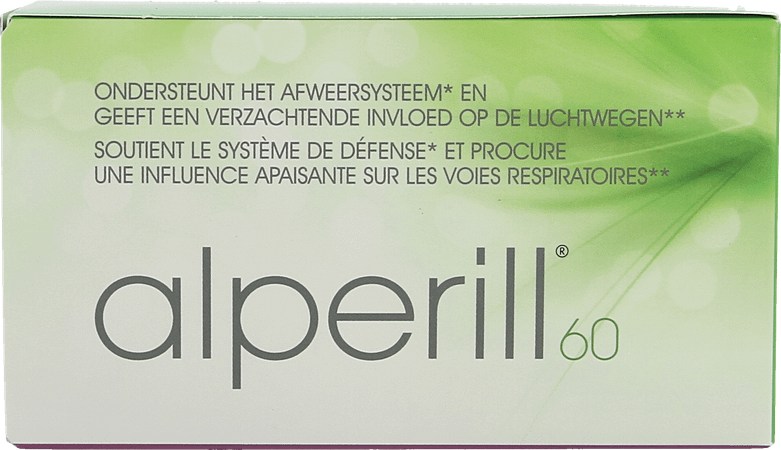 ONDERSTEUNT HET AFWEERSYSTEEM* EN
GEEFT EEN VERZACHTENDE INVLOED OP DE LUCHTWEGEN**
SOUTIENT LE SYSTÈME DE DÉFENSE* ET PROCURE
UNE INFLUENCE APAISANTE SUR LES VOIES RESPIRATOIRES**
alperill® 60